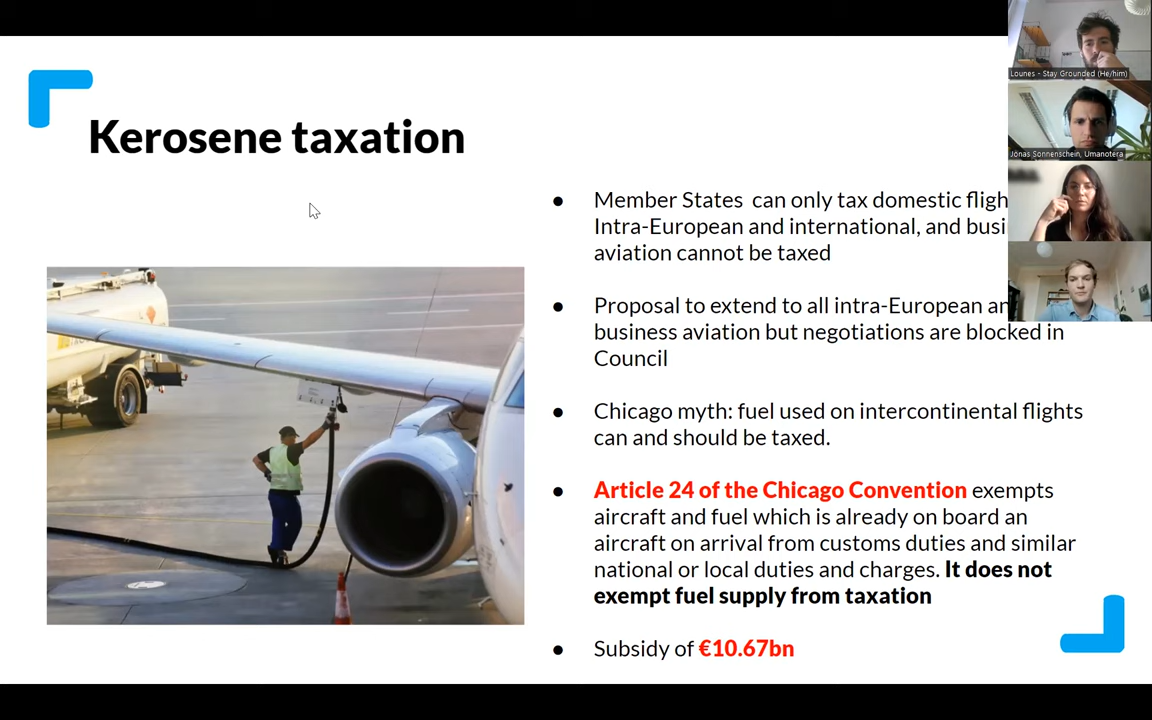 Kerosene taxation
Member States can only tax domestic
Intra-European and international, and
aviation cannot be taxed
Proposal to extend to all intra-European
business aviation but negotiations are blocked in
Council
Chicago myth: fuel used on intercontinental flights
can and should be taxed.
Article 24 of the Chicago Convention exempts
aircraft and fuel which is already on board an
aircraft on arrival from customs duties and similar
national or local duties and charges. It does not
exempt fuel supply from taxation
Subsidy of €10.67bn
Lounes - Stay Grounded (He/him)
Jonas Sonnenschein, Umanotera